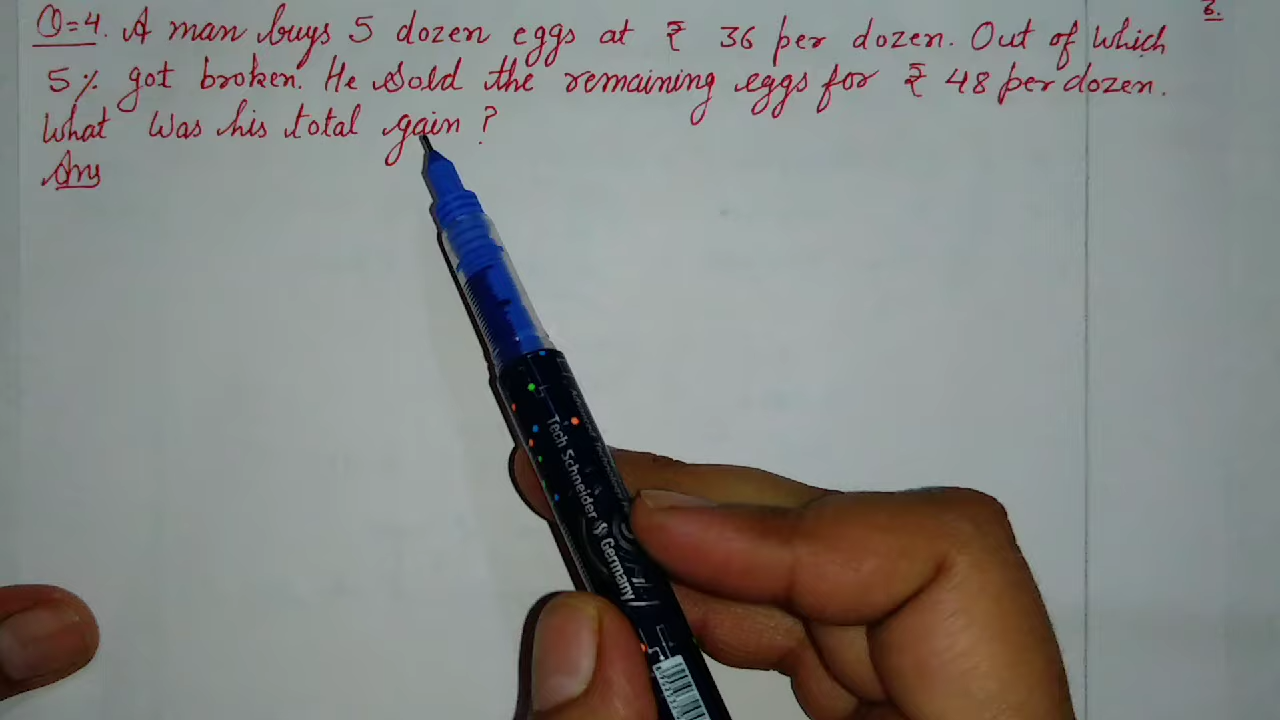 6.
Q=4. A man buys 5 dozen eggs at ₹ 36 per dozen. Out of which
5% got broken. He sold the remaining eggs for ₹ 48 per dozen.
What was his total gain?
Ans
Tech Schneider Germany